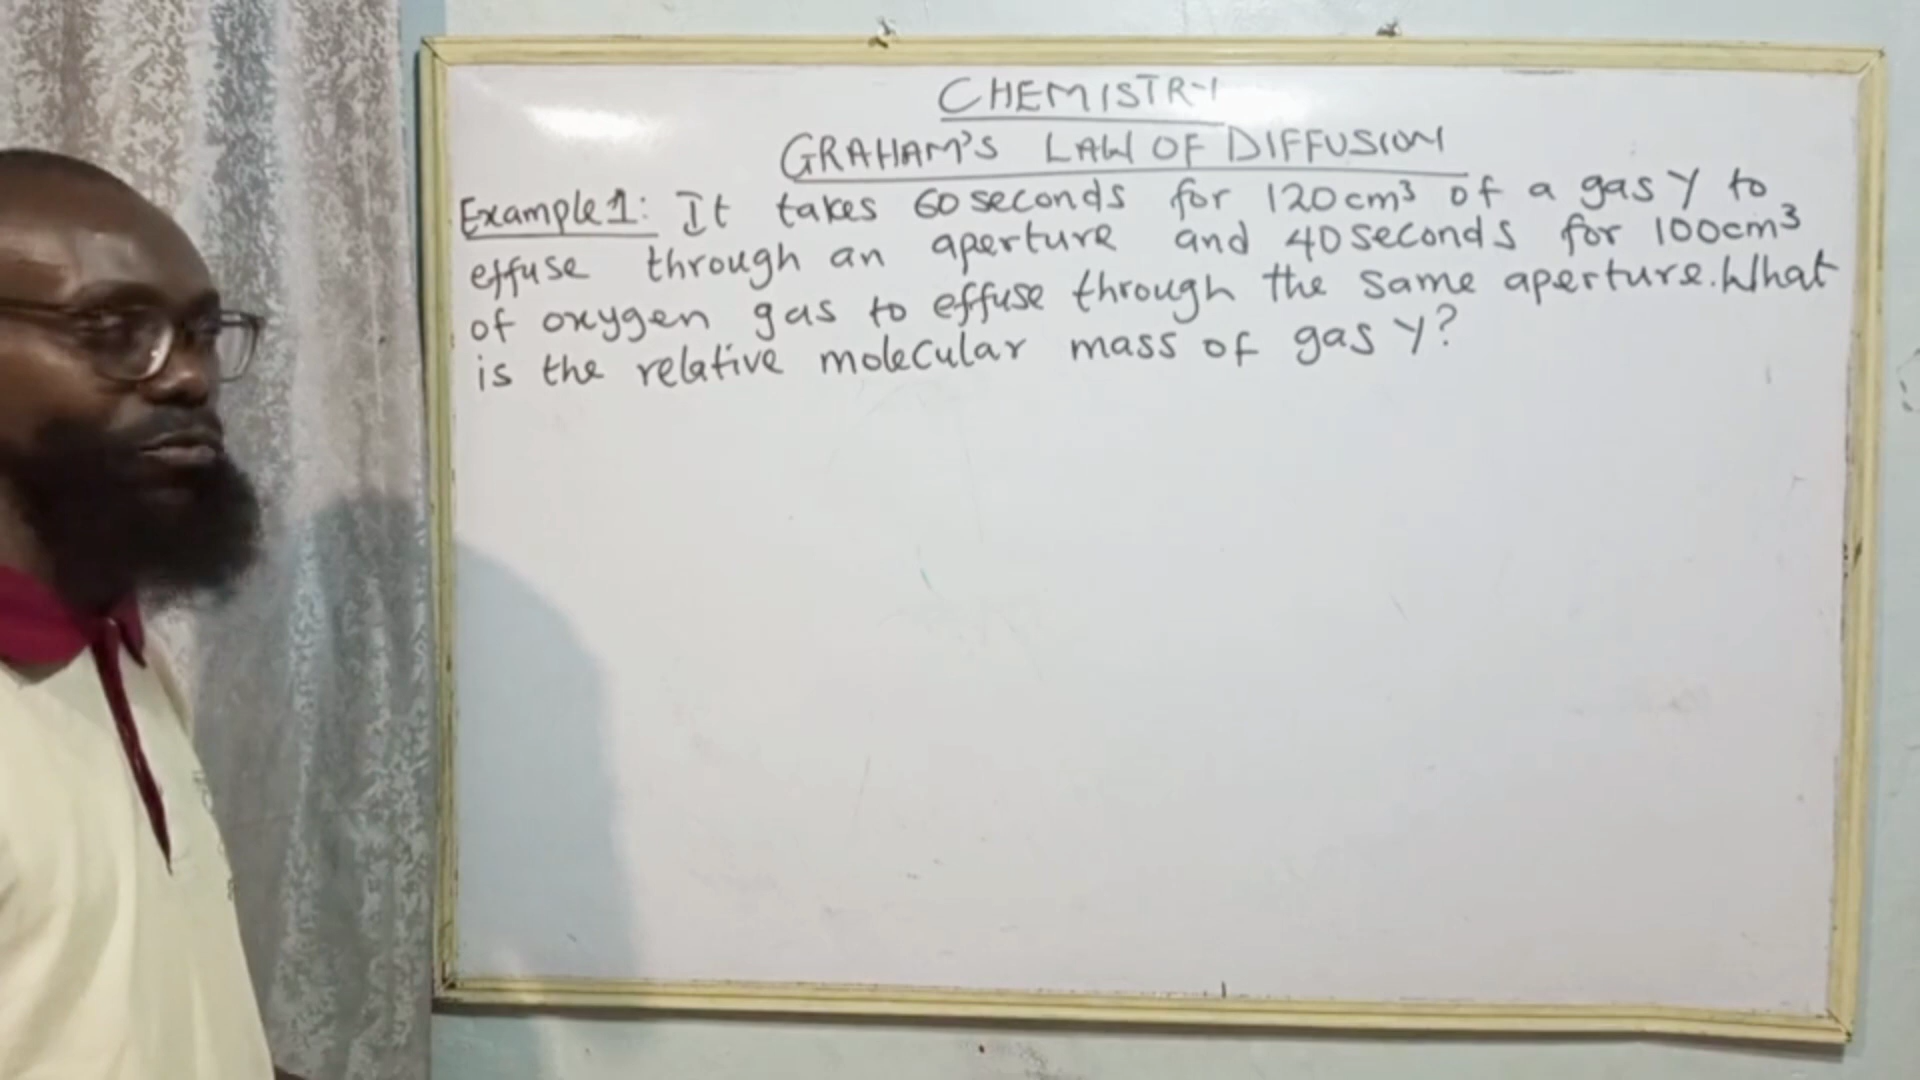 CHEMISTRY
GRAHAM'S LAW OF DIFFUSION
Example 1: It takes 60 seconds for 120cm³ of a gas Y to
effuse through an aperture and 40 seconds for 100cm³
of oxygen gas to effuse through the same aperture. What
is the relative molecular mass of gas Y?